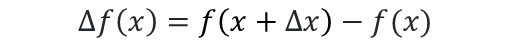 Δf(x) = f(x + Δx) − f(x)